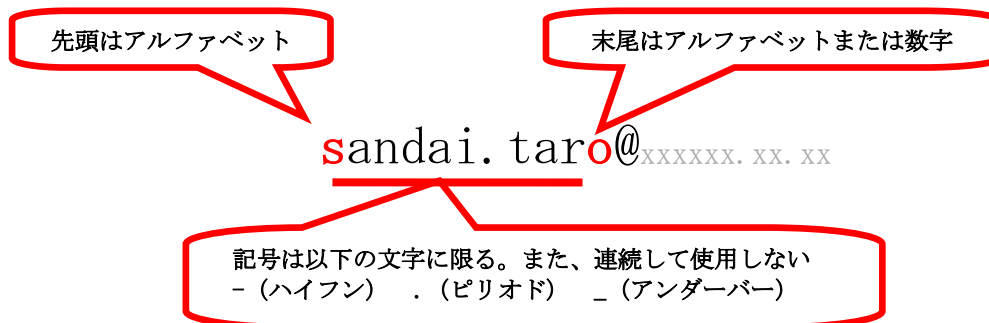 先頭はアルファベット
末尾はアルファベットまたは数字
sandai.taro@xxxxxx.xx.xx
記号は以下の文字に限る。また、連続して使用しない
-（ハイフン）　.（ピリオド）　_（アンダーバー）